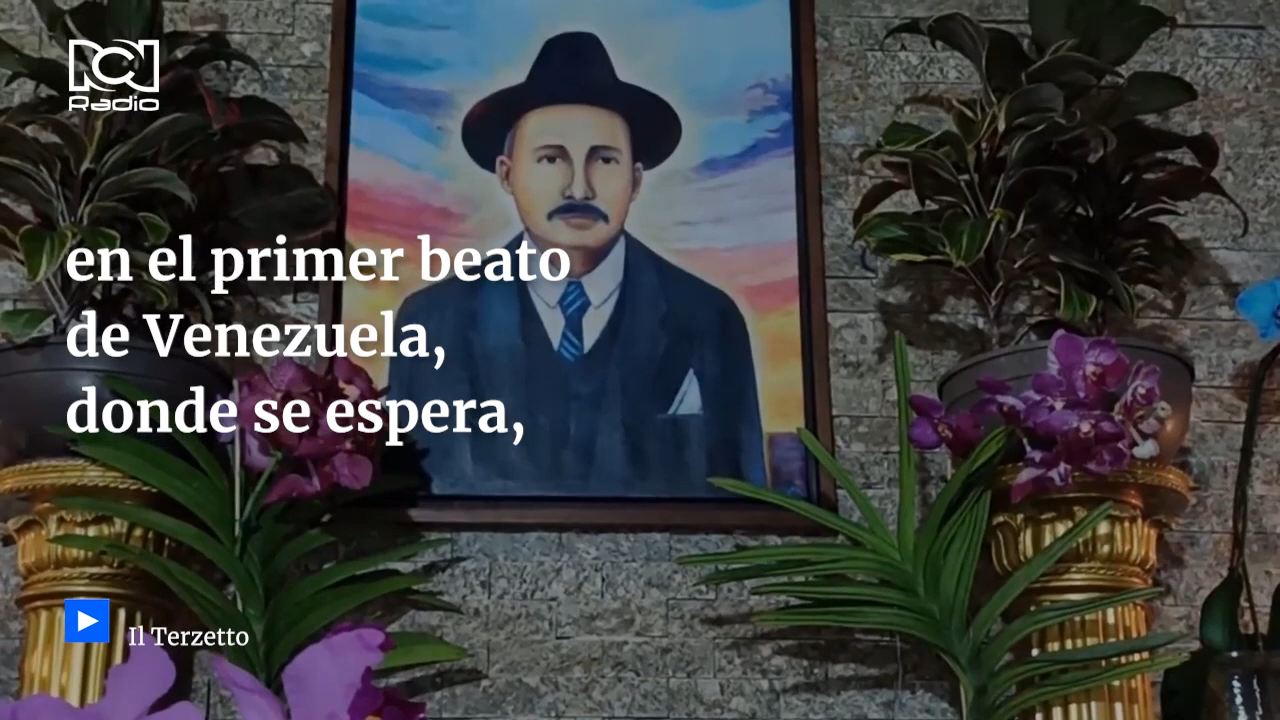 RCN
Radio
en el primer beato
de Venezuela,
donde se espera,
Il Terzetto